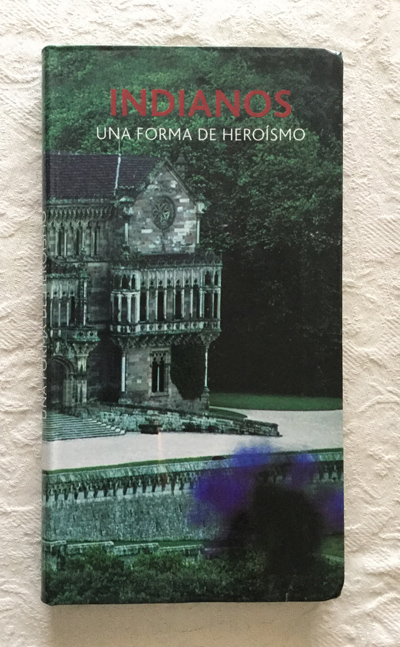 INDIANOS
UNA FORMA DE HEROÍSMO